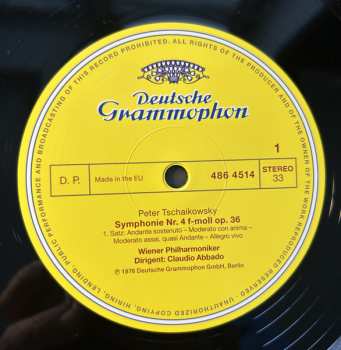 ALL RIGHTS OF THE PRODUCER AND OF THE OWNER OF THE
UNAUTHORIZED COPYING, HIRING, LENDING, PUBLIC PERFORMANCE AND BROADCASTING OF THIS RECORD PROHIBITED.
Deutsche
Grammophon
1
D. P.
Made in the EU
486 4514
STEREO
33
Peter Tschaikowsky
Symphonie Nr. 4 f-moll op. 36
1. Satz: Andante sostenuto – Moderato con anima –
Moderato assai, quasi Andante – Allegro vivo
Wiener Philharmoniker
Dirigent: Claudio Abbado
℗ 1976 Deutsche Grammophon GmbH, Berlin